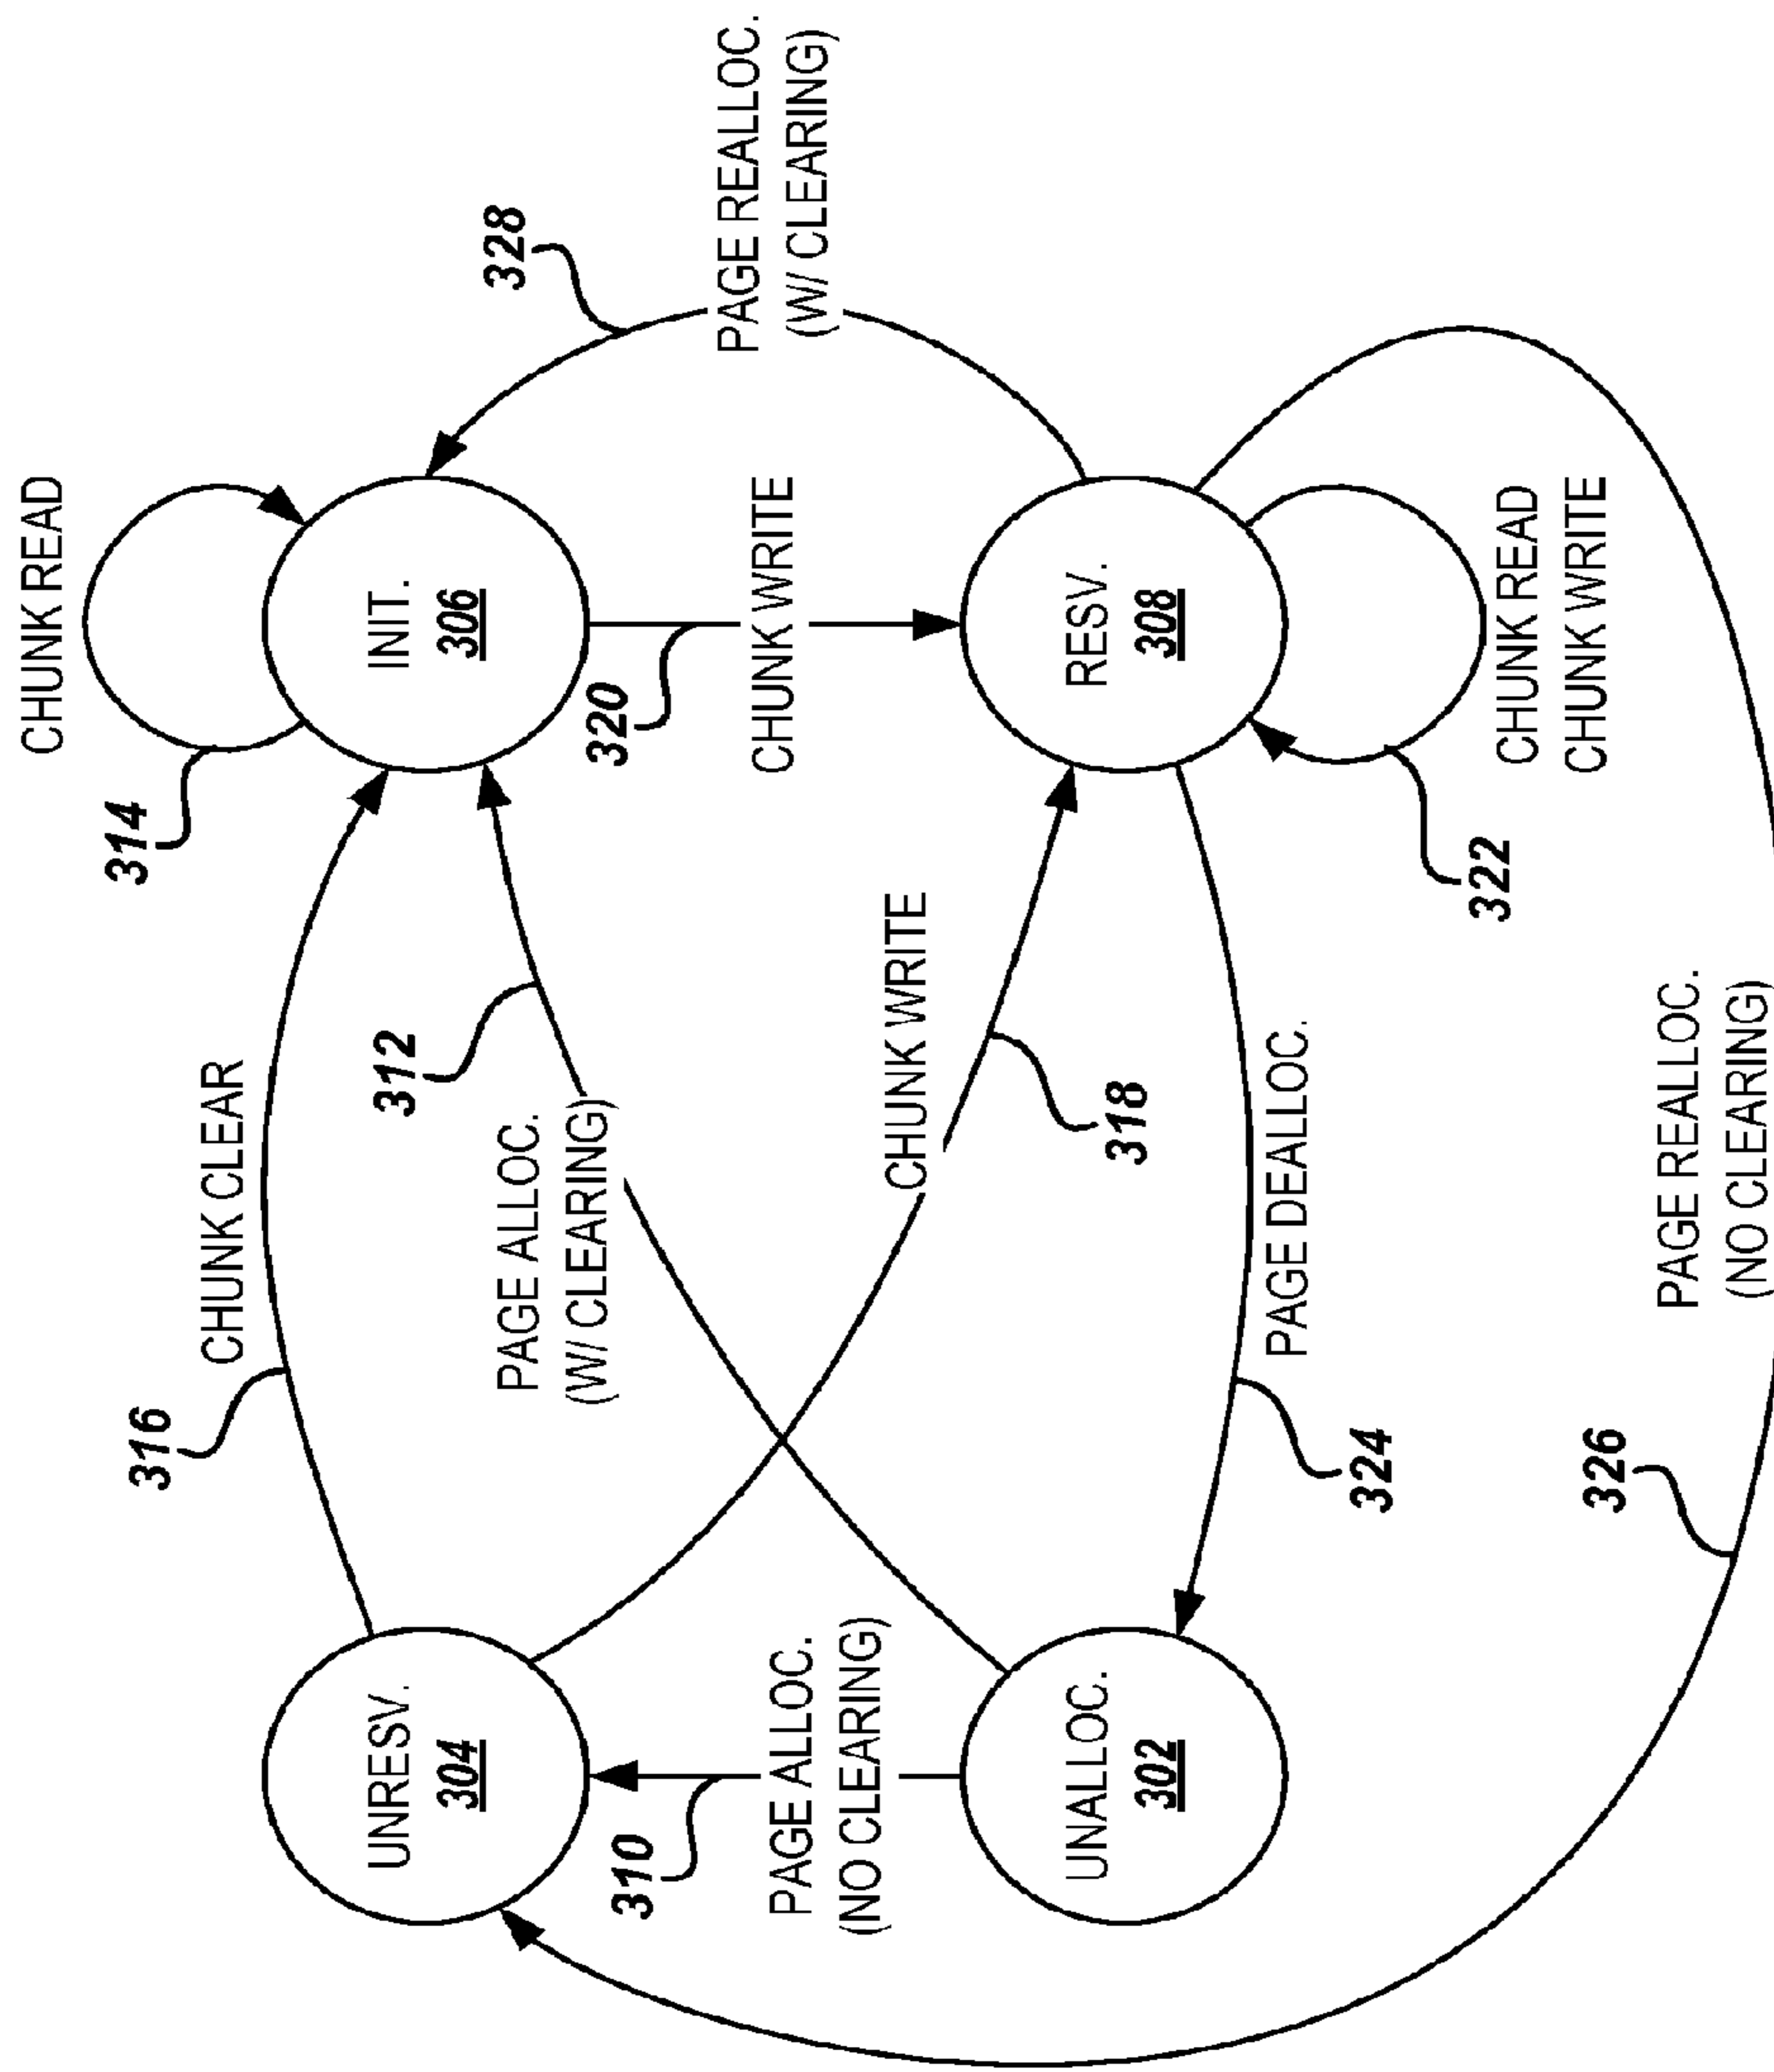 CHUNK READ
314
CHUNK CLEAR
316
INIT.
306
328
PAGE REALLOC.
(W/ CLEARING)
312
PAGE ALLOC.
(W/ CLEARING)
UNRESV.
304
320
CHUNK WRITE
310
PAGE ALLOC.
(NO CLEARING)
CHUNK WRITE
318
RESV.
308
UNALLOC.
302
PAGE DEALLOC.
324
322
CHUNK READ
CHUNK WRITE
326
PAGE REALLOC.
(NO CLEARING)